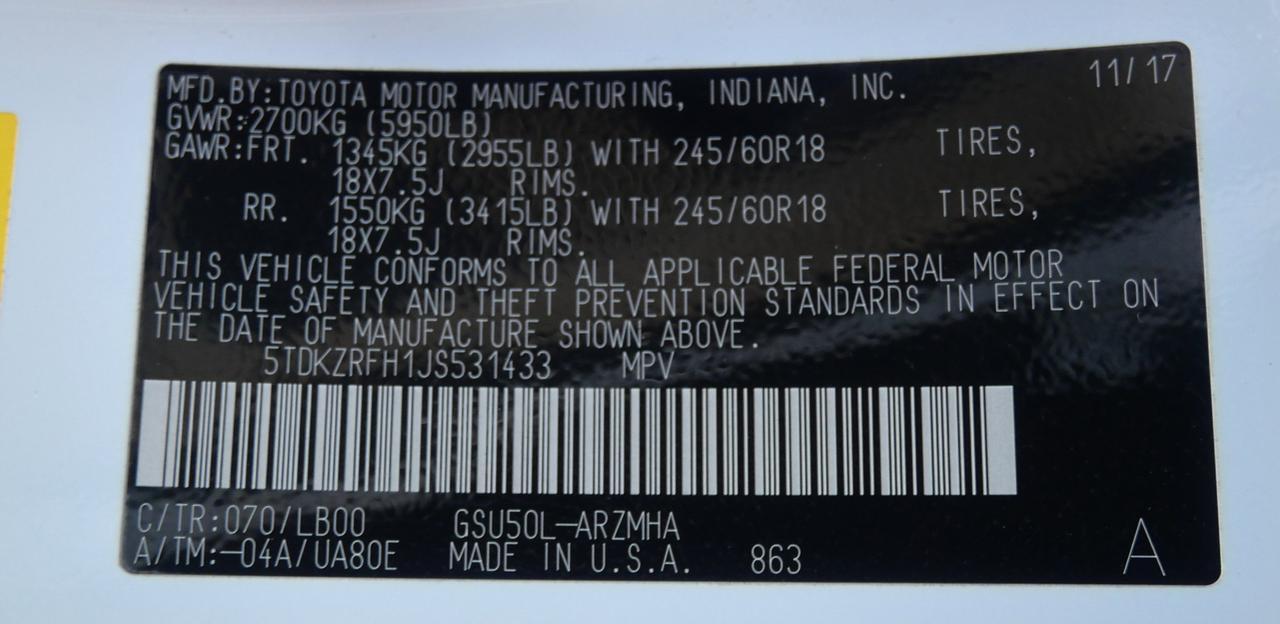 MFD.BY:TOYOTA MOTOR MANUFACTURING, INDIANA, INC. 11/17
GVWR:2700KG (5950LB)
GAWR:FRT. 1345KG (2955LB) WITH 245/60R18 TIRES,
18X7.5J RIMS.
RR. 1550KG (3415LB) WITH 245/60R18 TIRES,
18X7.5J RIMS.
THIS VEHICLE CONFORMS TO ALL APPLICABLE FEDERAL MOTOR
VEHICLE SAFETY AND THEFT PREVENTION STANDARDS IN EFFECT ON
THE DATE OF MANUFACTURE SHOWN ABOVE.
5TDKZRFH1JS531433 MPV
C/TR:070/LB00 GSU50L-ARZMHA
A/TM:-04A/UA80E MADE IN U.S.A. 863 A